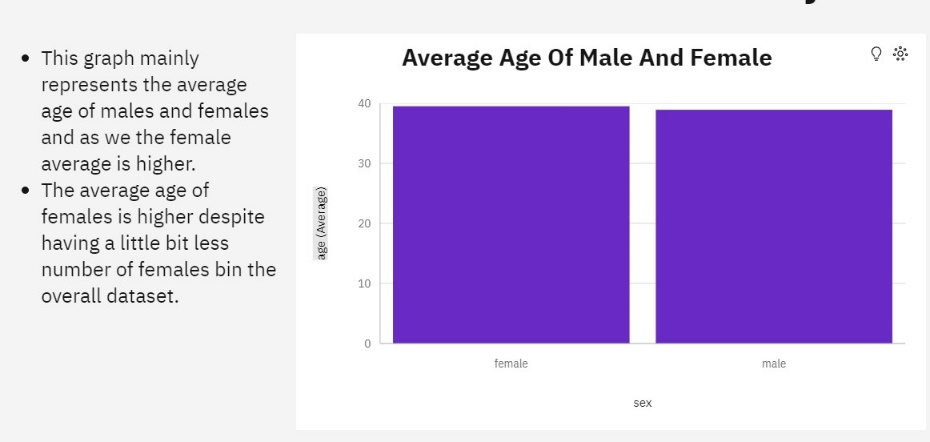 • This graph mainly
represents the average
age of males and females
and as we the female
average is higher.
• The average age of
females is higher despite
having a little bit less
number of females bin the
overall dataset.
Average Age Of Male And Female
age (Average)
40
30
20
10
0
female male
sex